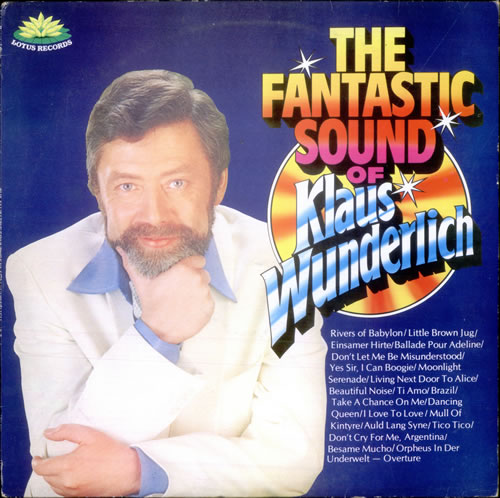 LOTUS RECORDS
THE
FANTASTIC
SOUND
OF
Klaus
Wunderlich
Rivers of Babylon/Little Brown Jug/
Einsamer Hirte/Ballade Pour Adeline/
Don't Let Me Be Misunderstood/
Yes Sir, I Can Boogie/Moonlight
Serenade/Living Next Door To Alice/
Beautiful Noise/Ti Amo/Brazil/
Take A Chance On Me/Dancing
Queen/I Love To Love/Mull Of
Kintyre/Auld Lang Syne/Tico Tico/
Don't Cry For Me, Argentina/
Besame Mucho/Orpheus In Der
Underwelt — Overture